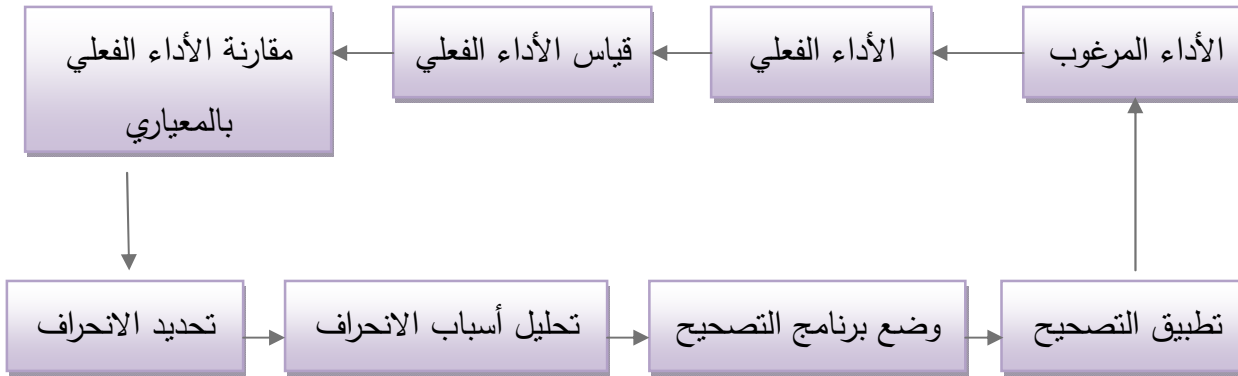 الأداء المرغوب
الأداء الفعلي
قياس الأداء الفعلي
مقارنة الأداء الفعلي
بالمعياري
تحديد الانحراف
تحليل أسباب الانحراف
وضع برنامج التصحيح
تطبيق التصحيح